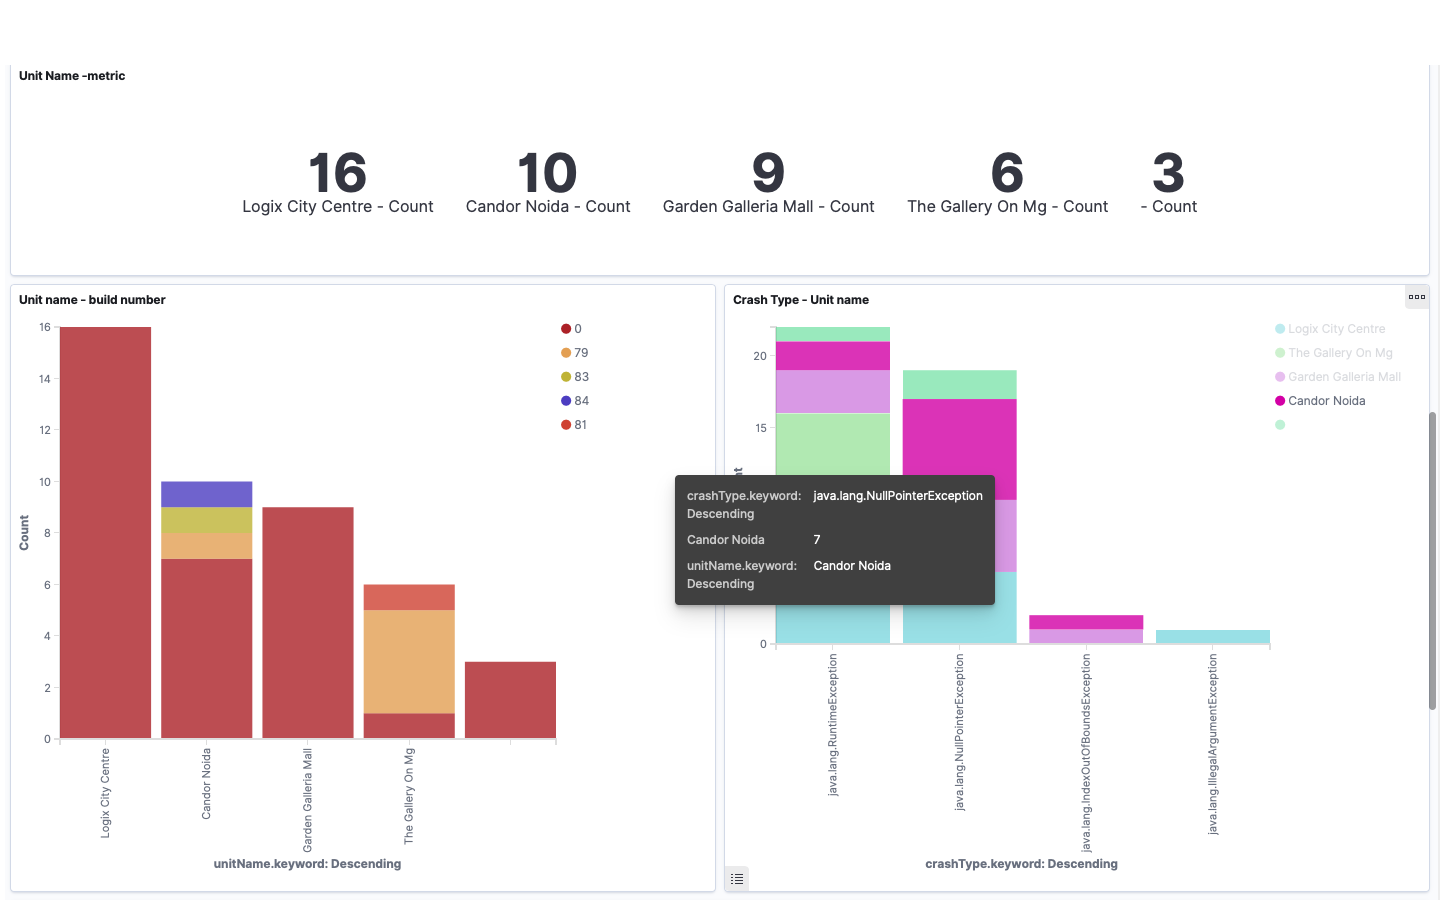 Unit Name -metric
16
Logix City Centre - Count
10
Candor Noida - Count
9
Garden Galleria Mall - Count
6
The Gallery On Mg - Count
3
- Count
Unit name - build number
16
14
12
10
8
6
4
2
0
Count
Logix City Centre
Candor Noida
Garden Galleria Mall
The Gallery On Mg
unitName.keyword: Descending
0
79
83
84
81
Crash Type - Unit name
20
15
0
java.lang.RuntimeException
java.lang.NullPointerException
java.lang.IndexOutOfBoundsException
java.lang.IllegalArgumentException
crashType.keyword: Descending
Logix City Centre
The Gallery On Mg
Garden Galleria Mall
Candor Noida
crashType.keyword: java.lang.NullPointerException
Descending
Candor Noida 7
unitName.keyword: Candor Noida
Descending